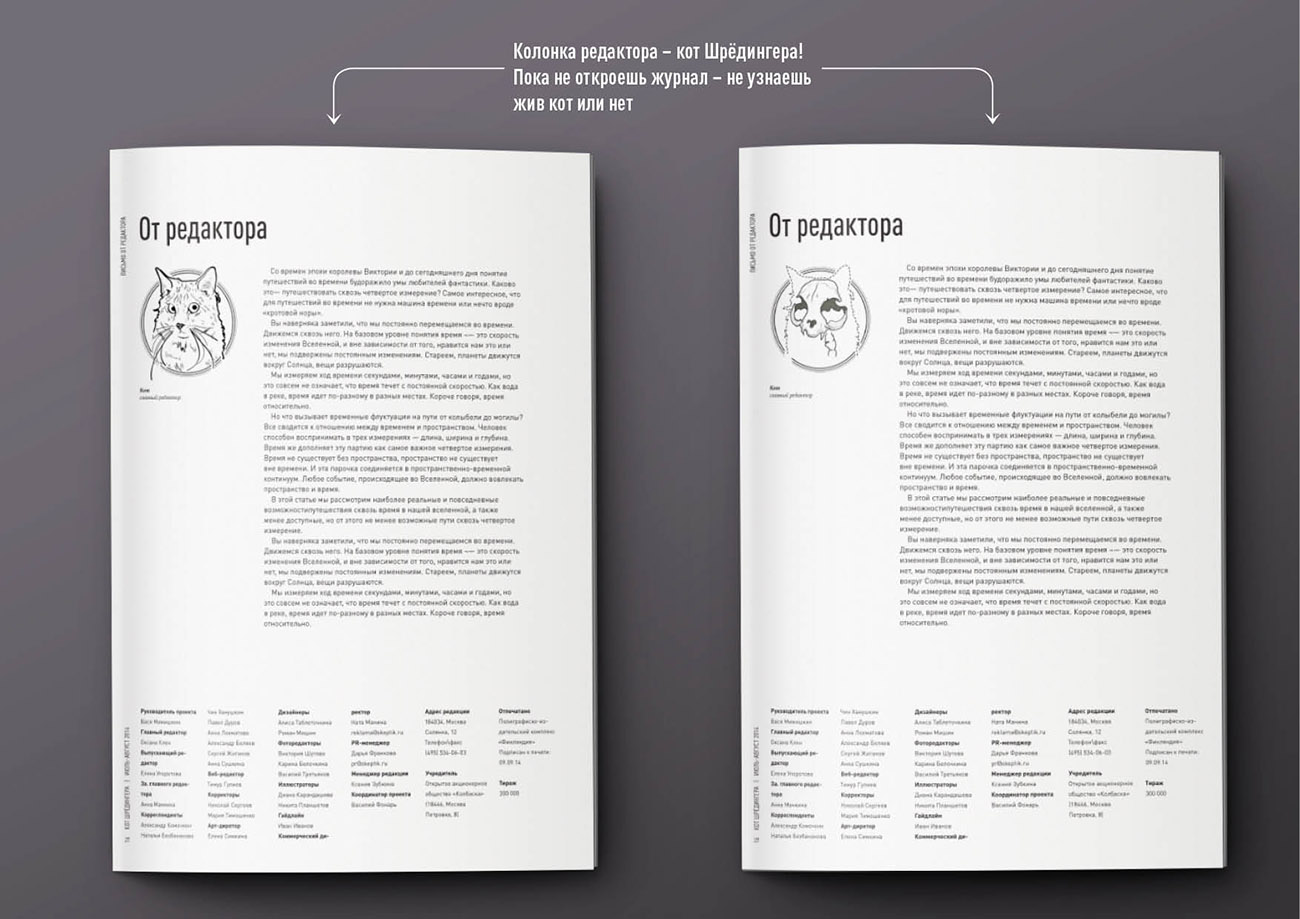 Колонка редактора – кот Шрёдингера!
Пока не откроешь журнал – не узнаешь
жив кот или нет
ПИСЬМО ОТ РЕДАКТОРА
От редактора
Кот
главный редактор
Со времен эпохи королевы Виктории и до сегодняшнего дня понятие
путешествий во времени будоражило умы любителей фантастики. Каково
это— путешествовать сквозь четвертое измерение? Самое интересное, что
для путешествий во времени не нужна машина времени или нечто вроде
«кротовой норы».
Вы наверняка заметили, что мы постоянно перемещаемся во времени.
Движемся сквозь него. На базовом уровне понятия время —– это скорость
изменения Вселенной, и вне зависимости от того, нравится нам это или
нет, мы подвержены постоянным изменениям. Стареем, планеты движутся
вокруг Солнца, вещи разрушаются.
Мы измеряем ход времени секундами, минутами, часами и годами, но
это совсем не означает, что время течет с постоянной скоростью. Как вода
в реке, время идет по-разному в разных местах. Короче говоря, время
относительно.
Но что вызывает временные флуктуации на пути от колыбели до могилы?
Все сводится к отношению между временем и пространством. Человек
способен воспринимать в трех измерениях — длина, ширина и глубина.
Время же дополняет эту партию как самое важное четвертое измерение.
Время не существует без пространства, пространство не существует
вне времени. И эта парочка соединяется в пространственно-временной
континуум. Любое событие, происходящее во Вселенной, должно вовлекать
пространство и время.
В этой статье мы рассмотрим наиболее реальные и повседневные
возможностипутешествия сквозь время в нашей вселенной, а также
менее доступные, но от этого не менее возможные пути сквозь четвертое
измерение.
Вы наверняка заметили, что мы постоянно перемещаемся во времени.
Движемся сквозь него. На базовом уровне понятия время —– это скорость
изменения Вселенной, и вне зависимости от того, нравится нам это или
нет, мы подвержены постоянным изменениям. Стареем, планеты движутся
вокруг Солнца, вещи разрушаются.
Мы измеряем ход времени секундами, минутами, часами и годами, но
это совсем не означает, что время течет с постоянной скоростью. Как вода
в реке, время идет по-разному в разных местах. Короче говоря, время
относительно.
Руководитель проекта
Вася
Главный редактор
Оксана
Выпускающий ре-
дактор
Елена
За. главного редак-
тора
Анна Манкина
Корреспонденты
Александр
Наталья
Павел Дуров
Анна Лохматова
Александр Беляев
Сергей Жиганов
Анна Сушкина
Веб-редактор
Тимур Гулиев
Корректоры
Николай Сергеев
Мария Тимошенко
Арт-директор
Елена Симкина
Дизайнеры
Алиса Таблеточкина
Роман Мишин
Фоторедакторы
Виктория Шутова
Карина Белочкина
Василий Третьяков
Иллюстраторы
Диана Карандашова
Никита Планшетов
Гайдлайн
Иван Иванов
Коммерческий ди-
ректор
Ната Манина
reklama@skeptik.ru
PR-менеджер
Дарья Франкова
pr@skeptik.ru
Менеджер редакции
Ксения Зубкина
Координатор проекта
Василий Фонарь
Адрес редакции
184034, Москва
Солянка, 12
Телефон\факс
(495) 534-06-03
Учредитель
Открытое акционерное
общество «Колбаска»
(118446, Москва
Петровка, 8)
Отпечатано
Полиграфиско-из-
дательский комплекс
«Финляндия»
Подписан к печати:
09.09.14
Тираж
300 000
14 КОТ ШРЁДИНГЕРА | ИЮЛЬ-АВГУСТ 2014
ПИСЬМО ОТ РЕДАКТОРА
От редактора
Кот
главный редактор
Со времен эпохи королевы Виктории и до сегодняшнего дня понятие
путешествий во времени будоражило умы любителей фантастики. Каково
это— путешествовать сквозь четвертое измерение? Самое интересное, что
для путешествий во времени не нужна машина времени или нечто вроде
«кротовой норы».
Вы наверняка заметили, что мы постоянно перемещаемся во времени.
Движемся сквозь него. На базовом уровне понятия время —– это скорость
изменения Вселенной, и вне зависимости от того, нравится нам это или
нет, мы подвержены постоянным изменениям. Стареем, планеты движутся
вокруг Солнца, вещи разрушаются.
Мы измеряем ход времени секундами, минутами, часами и годами, но
это совсем не означает, что время течет с постоянной скоростью. Как вода
в реке, время идет по-разному в разных местах. Короче говоря, время
относительно.
Но что вызывает временные флуктуации на пути от колыбели до могилы?
Все сводится к отношению между временем и пространством. Человек
способен воспринимать в трех измерениях — длина, ширина и глубина.
Время же дополняет эту партию как самое важное четвертое измерение.
Время не существует без пространства, пространство не существует
вне времени. И эта парочка соединяется в пространственно-временной
континуум. Любое событие, происходящее во Вселенной, должно вовлекать
пространство и время.
В этой статье мы рассмотрим наиболее реальные и повседневные
возможностипутешествия сквозь время в нашей вселенной, а также
менее доступные, но от этого не менее возможные пути сквозь четвертое
измерение.
Вы наверняка заметили, что мы постоянно перемещаемся во времени.
Движемся сквозь него. На базовом уровне понятия время —– это скорость
изменения Вселенной, и вне зависимости от того, нравится нам это или
нет, мы подвержены постоянным изменениям. Стареем, планеты движутся
вокруг Солнца, вещи разрушаются.
Мы измеряем ход времени секундами, минутами, часами и годами, но
это совсем не означает, что время течет с постоянной скоростью. Как вода
в реке, время идет по-разному в разных местах. Короче говоря, время
относительно.
Руководитель проекта
Вася
Главный редактор
Оксана
Выпускающий ре-
дактор
Елена
За. главного редак-
тора
Анна Манкина
Корреспонденты
Александр
Наталья
Павел Дуров
Анна Лохматова
Александр Беляев
Сергей Жиганов
Анна Сушкина
Веб-редактор
Тимур Гулиев
Корректоры
Николай Сергеев
Мария Тимошенко
Арт-директор
Елена Симкина
Дизайнеры
Алиса Таблеточкина
Роман Мишин
Фоторедакторы
Виктория Шутова
Карина Белочкина
Василий Третьяков
Иллюстраторы
Диана Карандашова
Никита Планшетов
Гайдлайн
Иван Иванов
Коммерческий ди-
ректор
Ната Манина
reklama@skeptik.ru
PR-менеджер
Дарья Франкова
pr@skeptik.ru
Менеджер редакции
Ксения Зубкина
Координатор проекта
Василий Фонарь
Адрес редакции
184034, Москва
Солянка, 12
Телефон\факс
(495) 534-06-03
Учредитель
Открытое акционерное
общество «Колбаска»
(118446, Москва
Петровка, 8)
Отпечатано
Полиграфиско-из-
дательский комплекс
«Финляндия»
Подписан к печати:
09.09.14
Тираж
300 000
14 КОТ ШРЁДИНГЕРА | ИЮЛЬ-АВГУСТ 2014